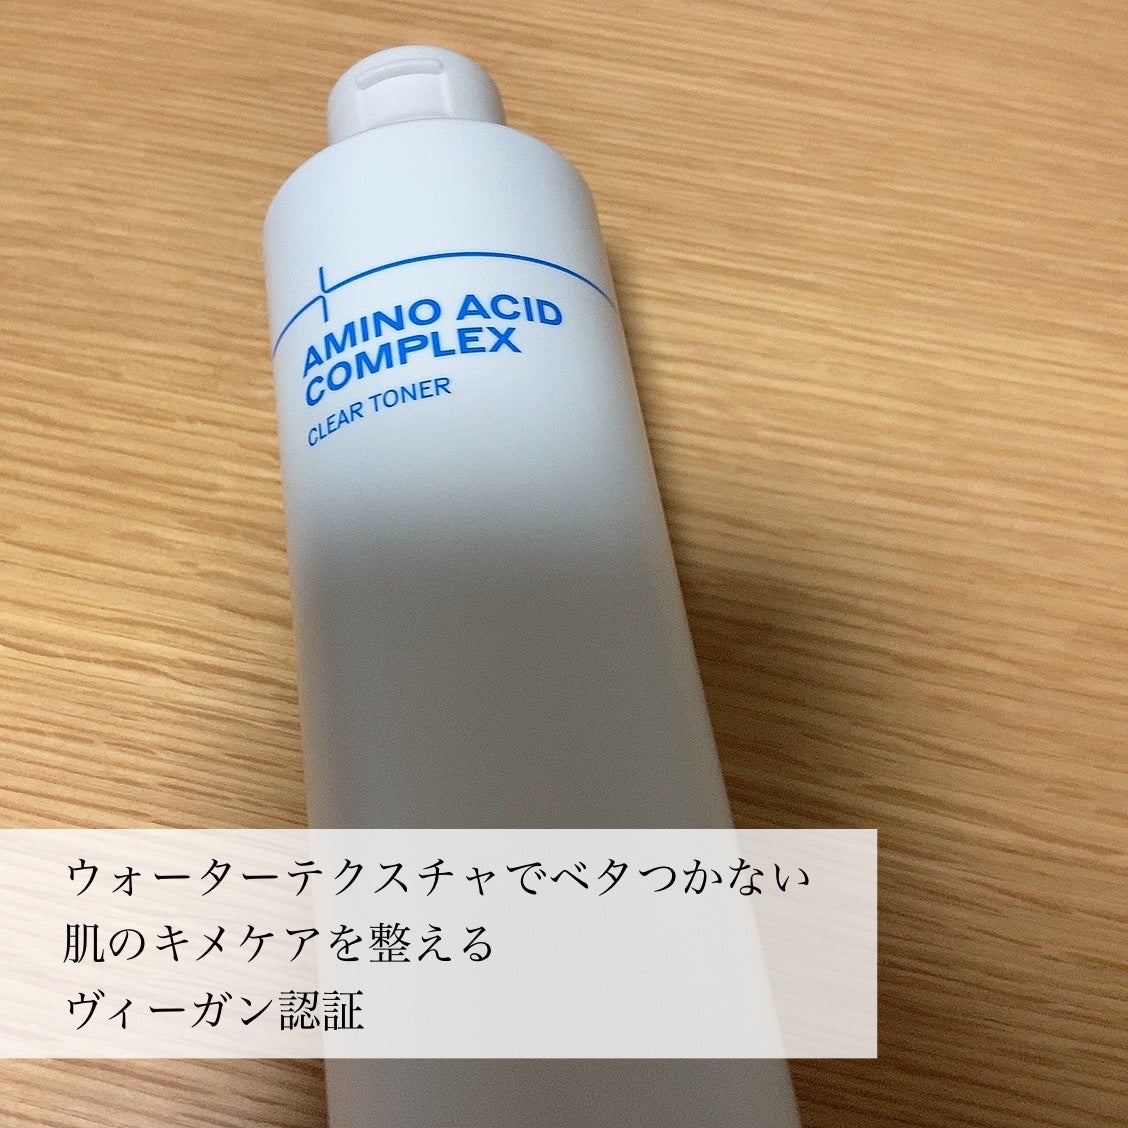 AMINO ACID
COMPLEX
CLEAR TONER
ウォーターテクスチャでベタつかない
肌のキメケアを整える
ヴィーガン認証